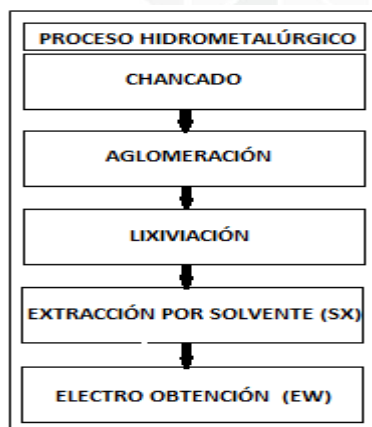 PROCESO HIDROMETALÚRGICO
CHANCADO
AGLOMERACIÓN
LIXIVIACIÓN
EXTRACCIÓN POR SOLVENTE (SX)
ELECTRO OBTENCIÓN (EW)